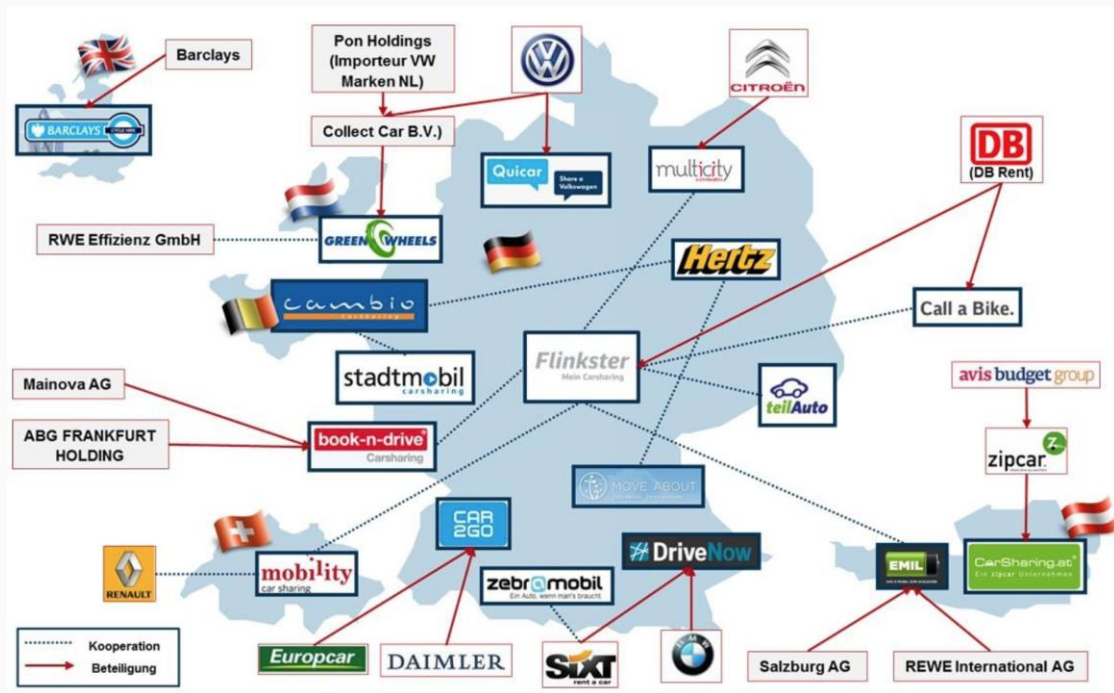 Barclays
BARCLAYS
CYCLE HIRE
Pon Holdings
(Importeur VW
Marken NL)
Collect Car B.V.)
CITROËN
DB
(DB Rent)
Quicar
Share a
Volkswagen
multicity
CITROËN
RWE Effizienz GmbH
GREENWHEELS
Hertz
cambio
carsharing
Call a Bike.
Flinkster
Mein Carsharing
stadtmobil
carsharing
teilAuto
avis budget group
Mainova AG
ABG FRANKFURT
HOLDING
book-n-drive®
Carsharing
zipcar.
MOVE ABOUT
CAR
2GO
DriveNow
RENAULT
mobility
car sharing
zebramobil
Ein Auto, wenn man's braucht
EMIL
CarSharing.at®
Ein zipcar Unternehmen
Kooperation
Beteiligung
Europcar
DAIMLER
SIXT
rent a car
Salzburg AG
REWE International AG